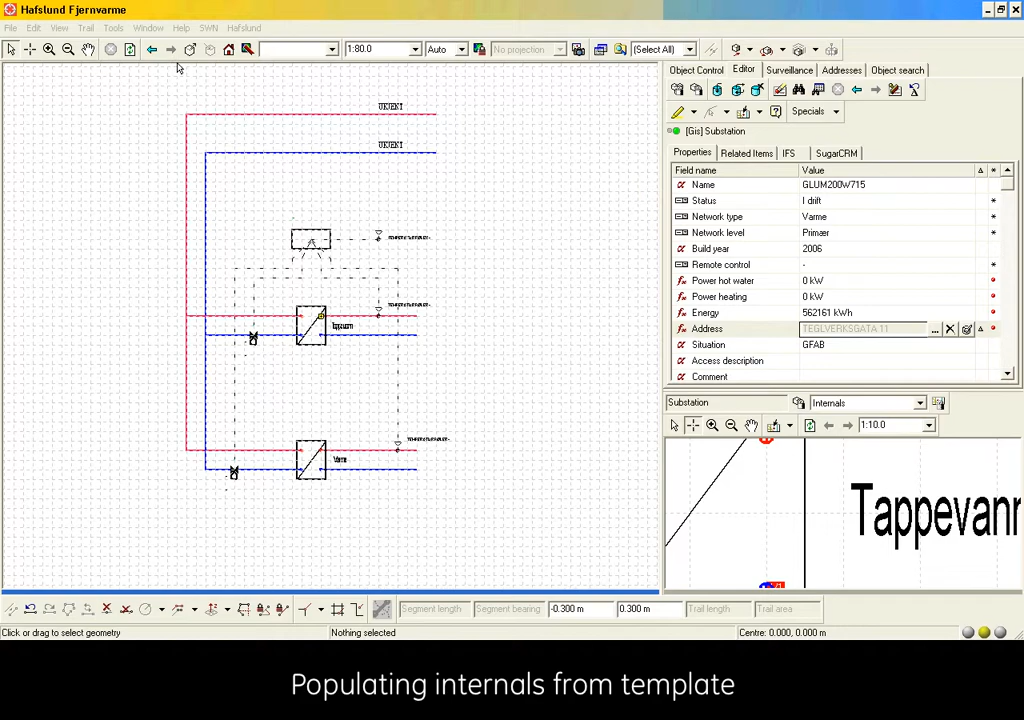 Hafslund Fjernvarme
File Edit View Trail Tools Window Help SWN Hafslund
1:80.0 Auto No projection (Select All)
Object Control Editor Surveillance Addresses Object search
Specials
[Gis] Substation
Properties Related Items IFS SugarCRM
Field name Value
Name GLUM200W715
Status I drift
Network type Varme
Network level Primær
Build year 2006
Remote control -
Power hot water 0 kW
Power heating 0 kW
Energy 562161 kWh
Address TEGLVERKSGATA 11
Situation GFAB
Access description
Comment
Substation Internals
1:10.0
UKJENT
UKJENT
Tappevann
Varme
Tappevann
Segment length Segment bearing -0.300 m 0.300 m Trail length Trail area
Click or drag to select geometry Nothing selected Centre: 0.000, 0.000 m
Populating internals from template